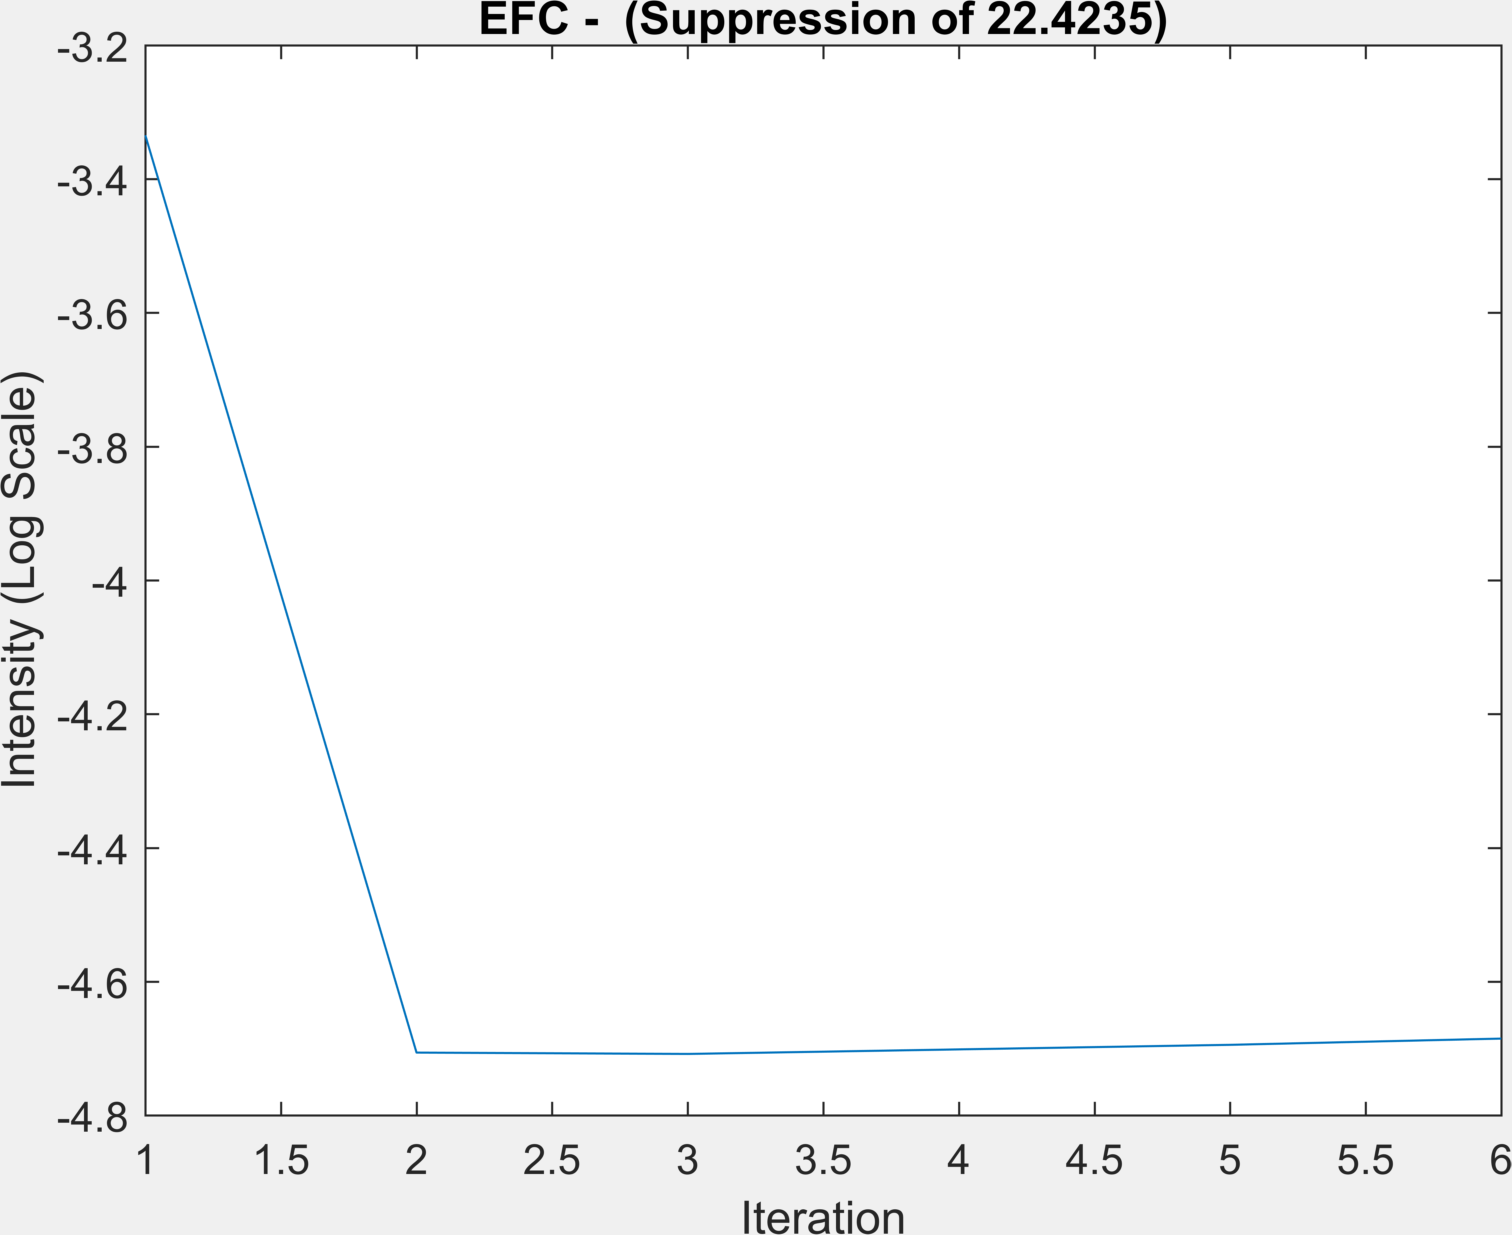 EFC -  (Suppression of 22.4235)
-3.2
-3.4
-3.6
-3.8
-4
-4.2
-4.4
-4.6
-4.8
Intensity (Log Scale)
1 1.5 2 2.5 3 3.5 4 4.5 5 5.5 6
Iteration